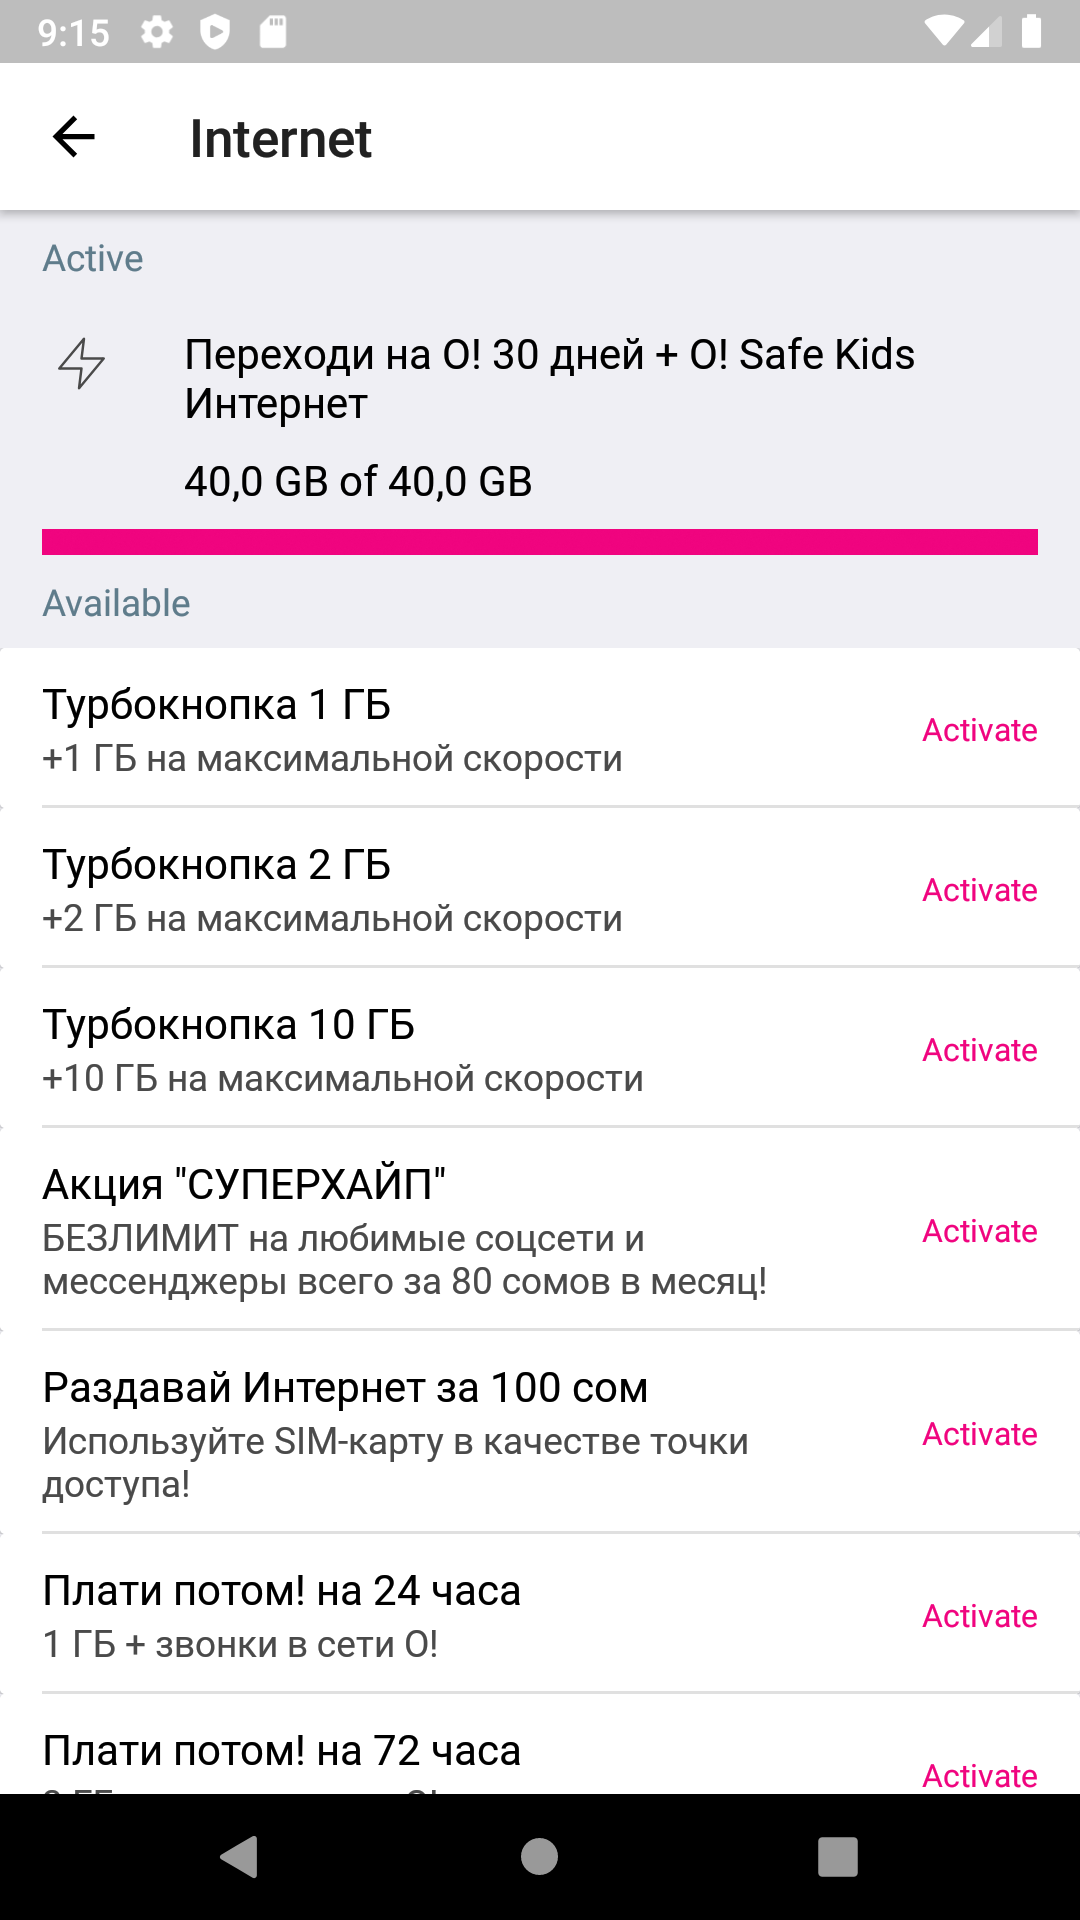 9:15
Internet
Active
Переходи на О! 30 дней + O! Safe Kids
Интернет
40,0 GB of 40,0 GB
Available
Турбокнопка 1 ГБ
+1 ГБ на максимальной скорости
Activate
Турбокнопка 2 ГБ
+2 ГБ на максимальной скорости
Activate
Турбокнопка 10 ГБ
+10 ГБ на максимальной скорости
Activate
Акция "СУПЕРХАЙП"
БЕЗЛИМИТ на любимые соцсети и
мессенджеры всего за 80 сомов в месяц!
Activate
Раздавай Интернет за 100 сом
Используйте SIM-карту в качестве точки
доступа!
Activate
Плати потом! на 24 часа
1 ГБ + звонки в сети О!
Activate
Плати потом! на 72 часа
Activate